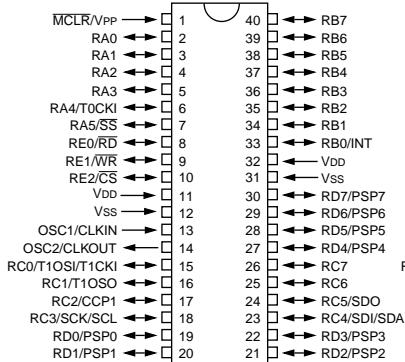 MCLR/VPP 1 40 RB7
RA0 2 39 RB6
RA1 3 38 RB5
RA2 4 37 RB4
RA3 5 36 RB3
RA4/T0CKI 6 35 RB2
RA5/SS 7 34 RB1
RE0/RD 8 33 RB0/INT
RE1/WR 9 32 VDD
RE2/CS 10 31 VSS
VDD 11 30 RD7/PSP7
VSS 12 29 RD6/PSP6
OSC1/CLKIN 13 28 RD5/PSP5
OSC2/CLKOUT 14 27 RD4/PSP4
RC0/T1OSI/T1CKI 15 26 RC7
RC1/T1OSO 16 25 RC6
RC2/CCP1 17 24 RC5/SDO
RC3/SCK/SCL 18 23 RC4/SDI/SDA
RD0/PSP0 19 22 RD3/PSP3
RD1/PSP1 20 21 RD2/PSP2